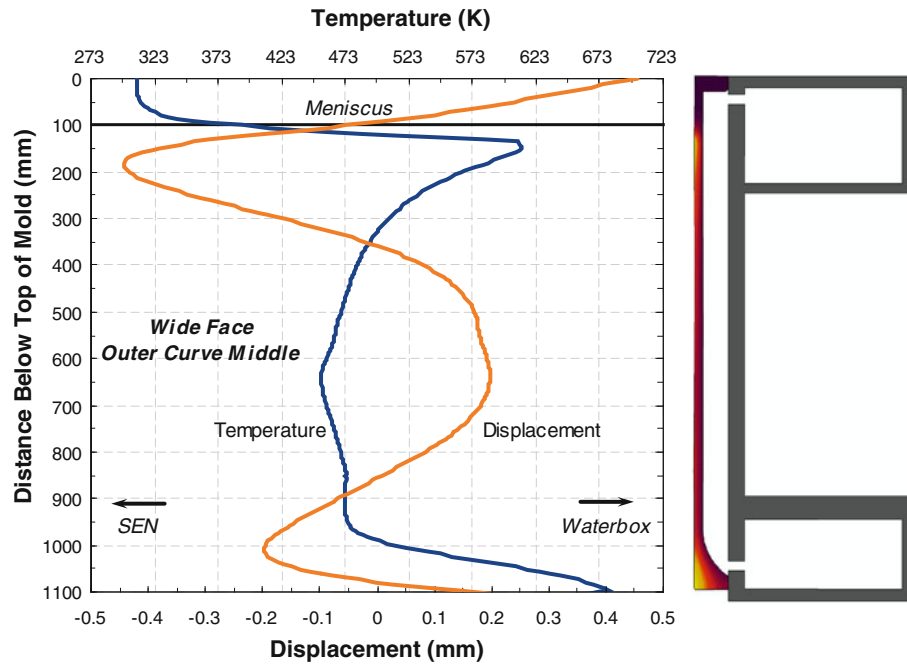 Temperature (K)
273 323 373 423 473 523 573 623 673 723
0
Meniscus
100
200
300
400
500
Wide Face
Outer Curve Middle
600
700
Temperature Displacement
800
900
SEN Waterbox
1000
1100
-0.5 -0.4 -0.3 -0.2 -0.1 0 0.1 0.2 0.3 0.4 0.5
Displacement (mm)
Distance Below Top of Mold (mm)